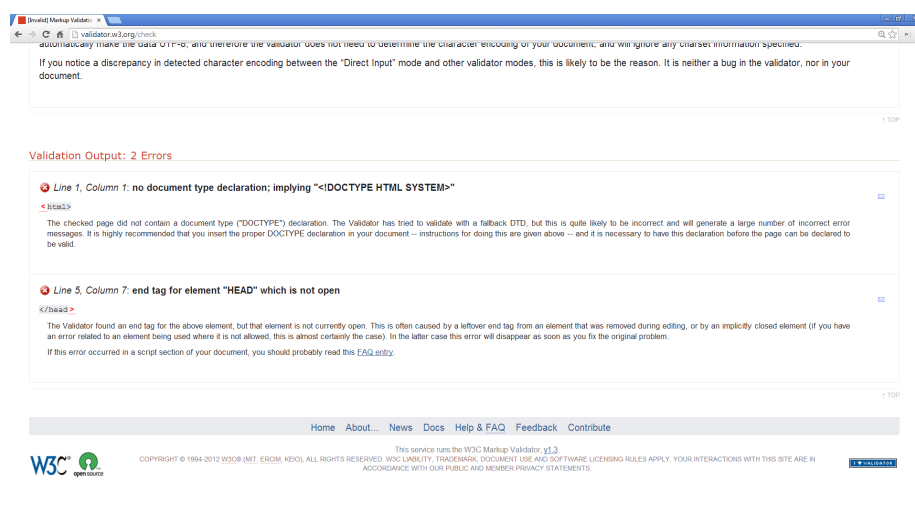 [Invalid] Markup Validatio
validator.w3.org/check
automatically make the data UTF-8, and therefore the validator does not need to determine the character encoding of your document, and will ignore any charset information specified.
If you notice a discrepancy in detected character encoding between the “Direct Input” mode and other validator modes, this is likely to be the reason. It is neither a bug in the validator, nor in your
document.
↑ TOP
Validation Output: 2 Errors
Line 1, Column 1: no document type declaration; implying "<!DOCTYPE HTML SYSTEM>"
<html>
The checked page did not contain a document type ("DOCTYPE") declaration. The Validator has tried to validate with a fallback DTD, but this is quite likely to be incorrect and will generate a large number of incorrect error
messages. It is highly recommended that you insert the proper DOCTYPE declaration in your document -- instructions for doing this are given above -- and it is necessary to have this declaration before the page can be declared to
be valid.
Line 5, Column 7: end tag for element "HEAD" which is not open
</head>
The Validator found an end tag for the above element, but that element is not currently open. This is often caused by a leftover end tag from an element that was removed during editing, or by an implicitly closed element (if you have
an error related to an element being used where it is not allowed, this is almost certainly the case). In the latter case this error will disappear as soon as you fix the original problem.
If this error occurred in a script section of your document, you should probably read this FAQ entry.
↑ TOP
Home About... News Docs Help & FAQ Feedback Contribute
W3C® open source
This service runs the W3C Markup Validator, v1.3
COPYRIGHT © 1994-2012 W3C® (MIT, ERCIM, KEIO), ALL RIGHTS RESERVED. W3C LIABILITY, TRADEMARK, DOCUMENT USE AND SOFTWARE LICENSING RULES APPLY. YOUR INTERACTIONS WITH THIS SITE ARE IN
ACCORDANCE WITH OUR PUBLIC AND MEMBER PRIVACY STATEMENTS.
I ♥ VALIDATOR